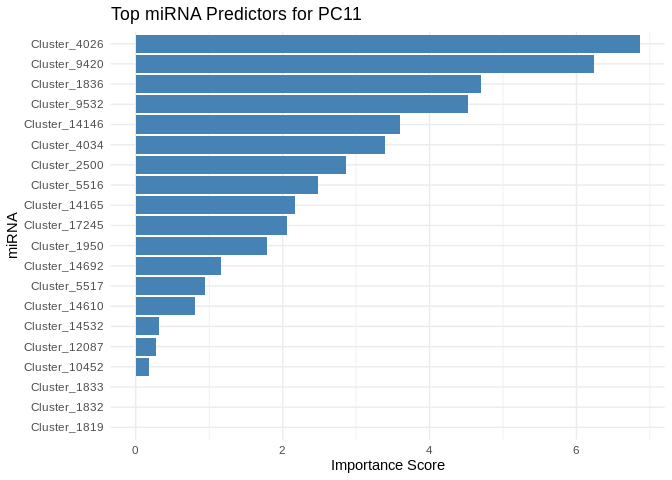 Top miRNA Predictors for PC11
Cluster_4026
Cluster_9420
Cluster_1836
Cluster_9532
Cluster_14146
Cluster_4034
Cluster_2500
Cluster_5516
Cluster_14165
Cluster_17245
Cluster_1950
Cluster_14692
Cluster_5517
Cluster_14610
Cluster_14532
Cluster_12087
Cluster_10452
Cluster_1833
Cluster_1832
Cluster_1819
miRNA
0 2 4 6
Importance Score